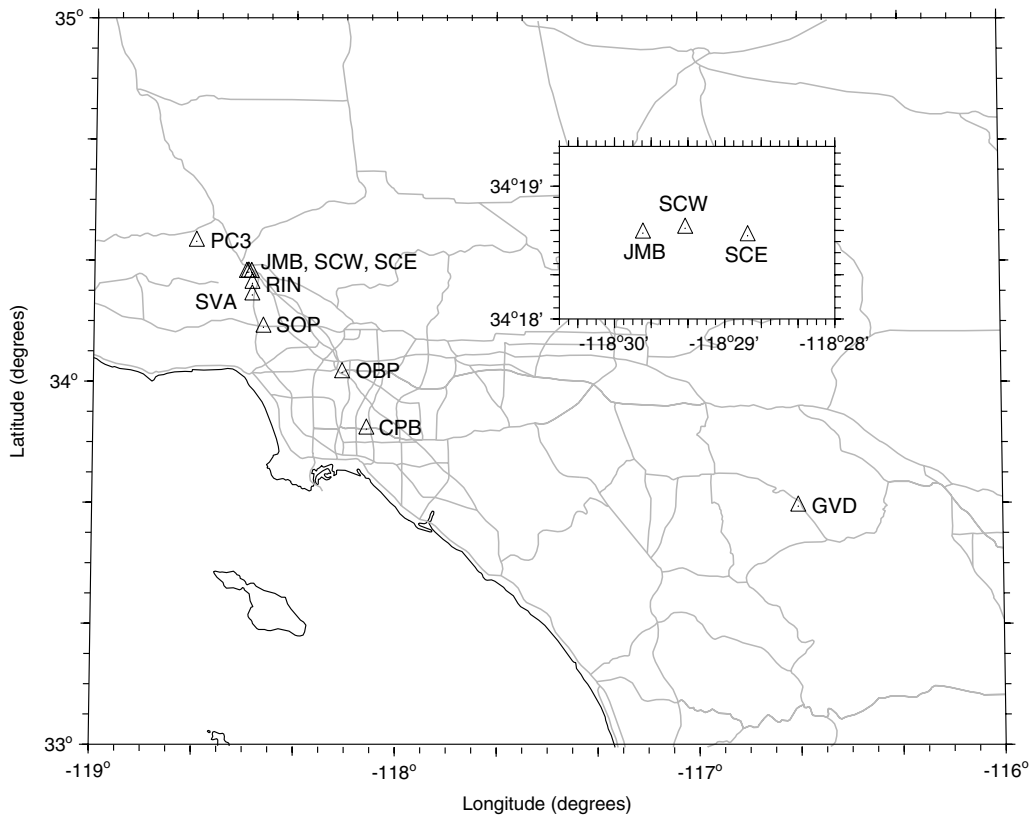 35°
34°19'
SCW
PC3
JMB
SCE
JMB, SCW, SCE
RIN
SVA
34°18'
SOP
-118°30'
-118°29'
-118°28'
OBP
34°
CPB
GVD
33°
-119°
-118°
-117°
-116°
Latitude (degrees)
Longitude (degrees)